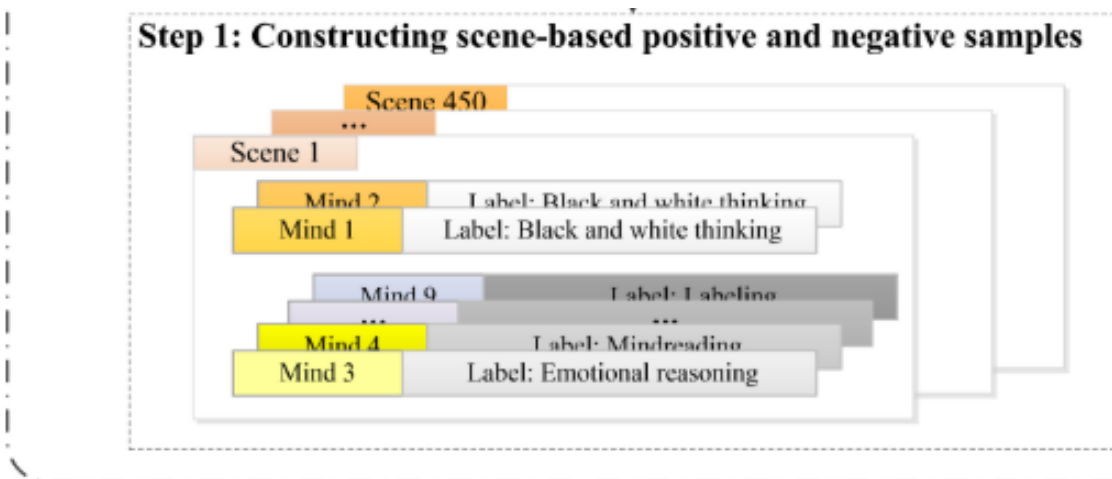 Step 1: Constructing scene-based positive and negative samples
Scene 450
...
Scene 1
Mind 2 Label: Black and white thinking
Mind 1 Label: Black and white thinking
Mind 9 Label: Labeling
... ...
Mind 4 Label: Mindreading
Mind 3 Label: Emotional reasoning